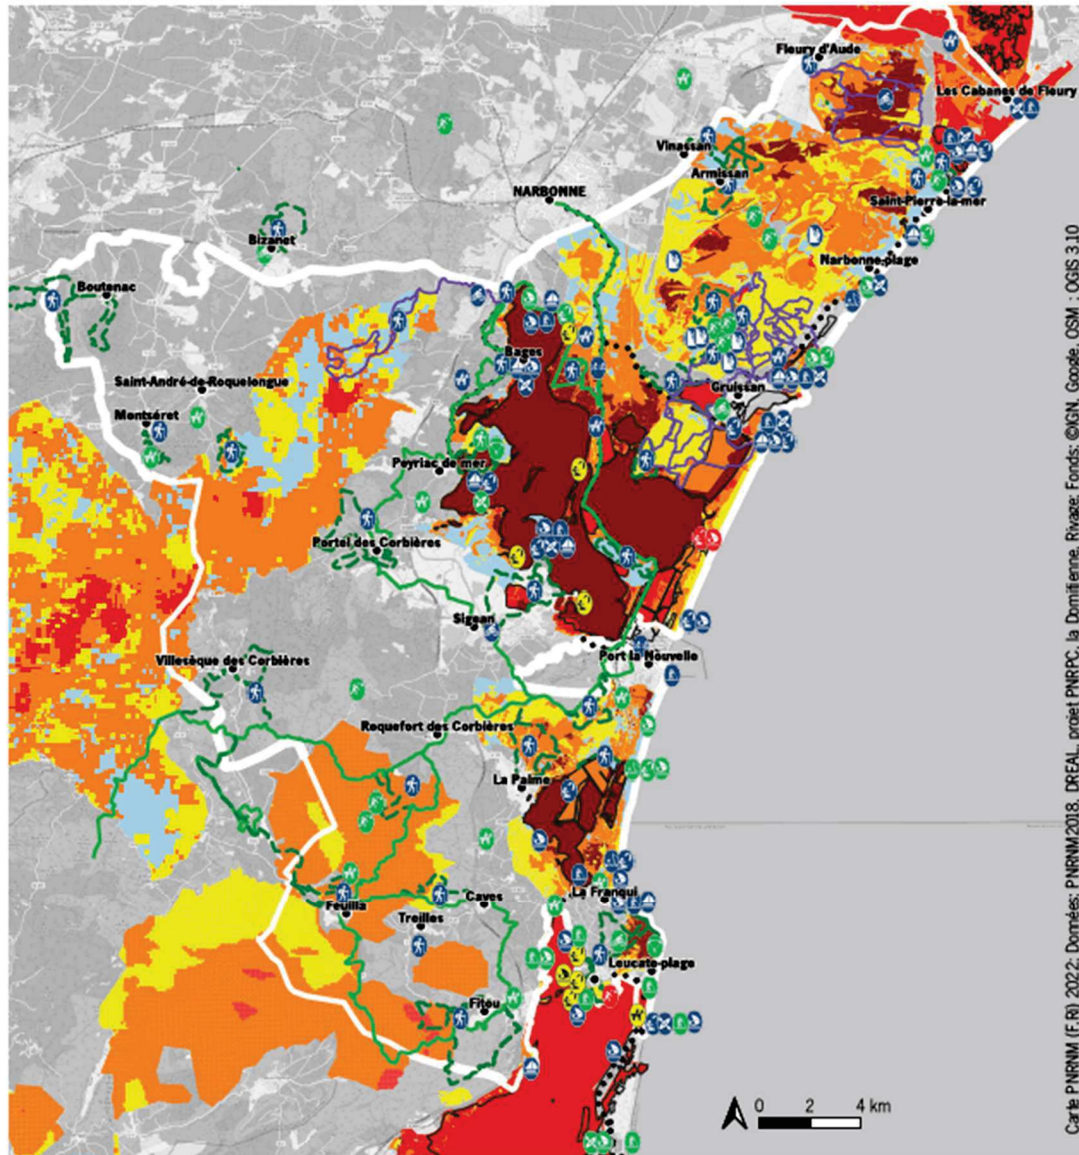 Fleury d'Aude
Les Cabanes de Fleury
Vinassan
Armissan
NARBONNE
Saint-Pierre-la-mer
Bizanet
Narbonne-plage
Boutenac
Bages
Saint-André-de-Roquelongue
Gruissan
Montséret
Peyriac de mer
Portel des Corbières
Sigean
Port la Nouvelle
Villesèque des Corbières
Roquefort des Corbières
La Palme
La Franqui
Caves
Feuilla
Treilles
Leucate-plage
Fitou
0 2 4 km
Carte PNRNM (F.R) 2022; Données: PNRNM2018, DREAL, projet PNRPC, la Domitienne, Rivage; Fonds: ©IGN, Google, OSM ; QGIS 3.10